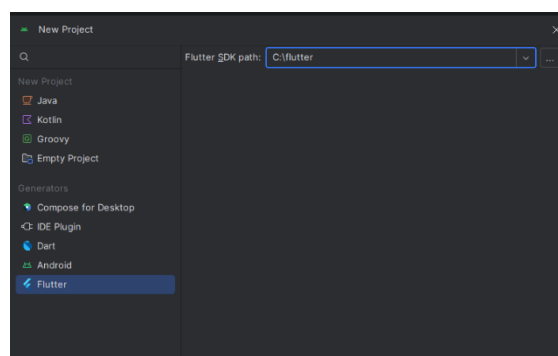 New Project
Flutter SDK path: C:\flutter
...
New Project
Java
Kotlin
Groovy
Empty Project
Generators
Compose for Desktop
IDE Plugin
Dart
Android
Flutter